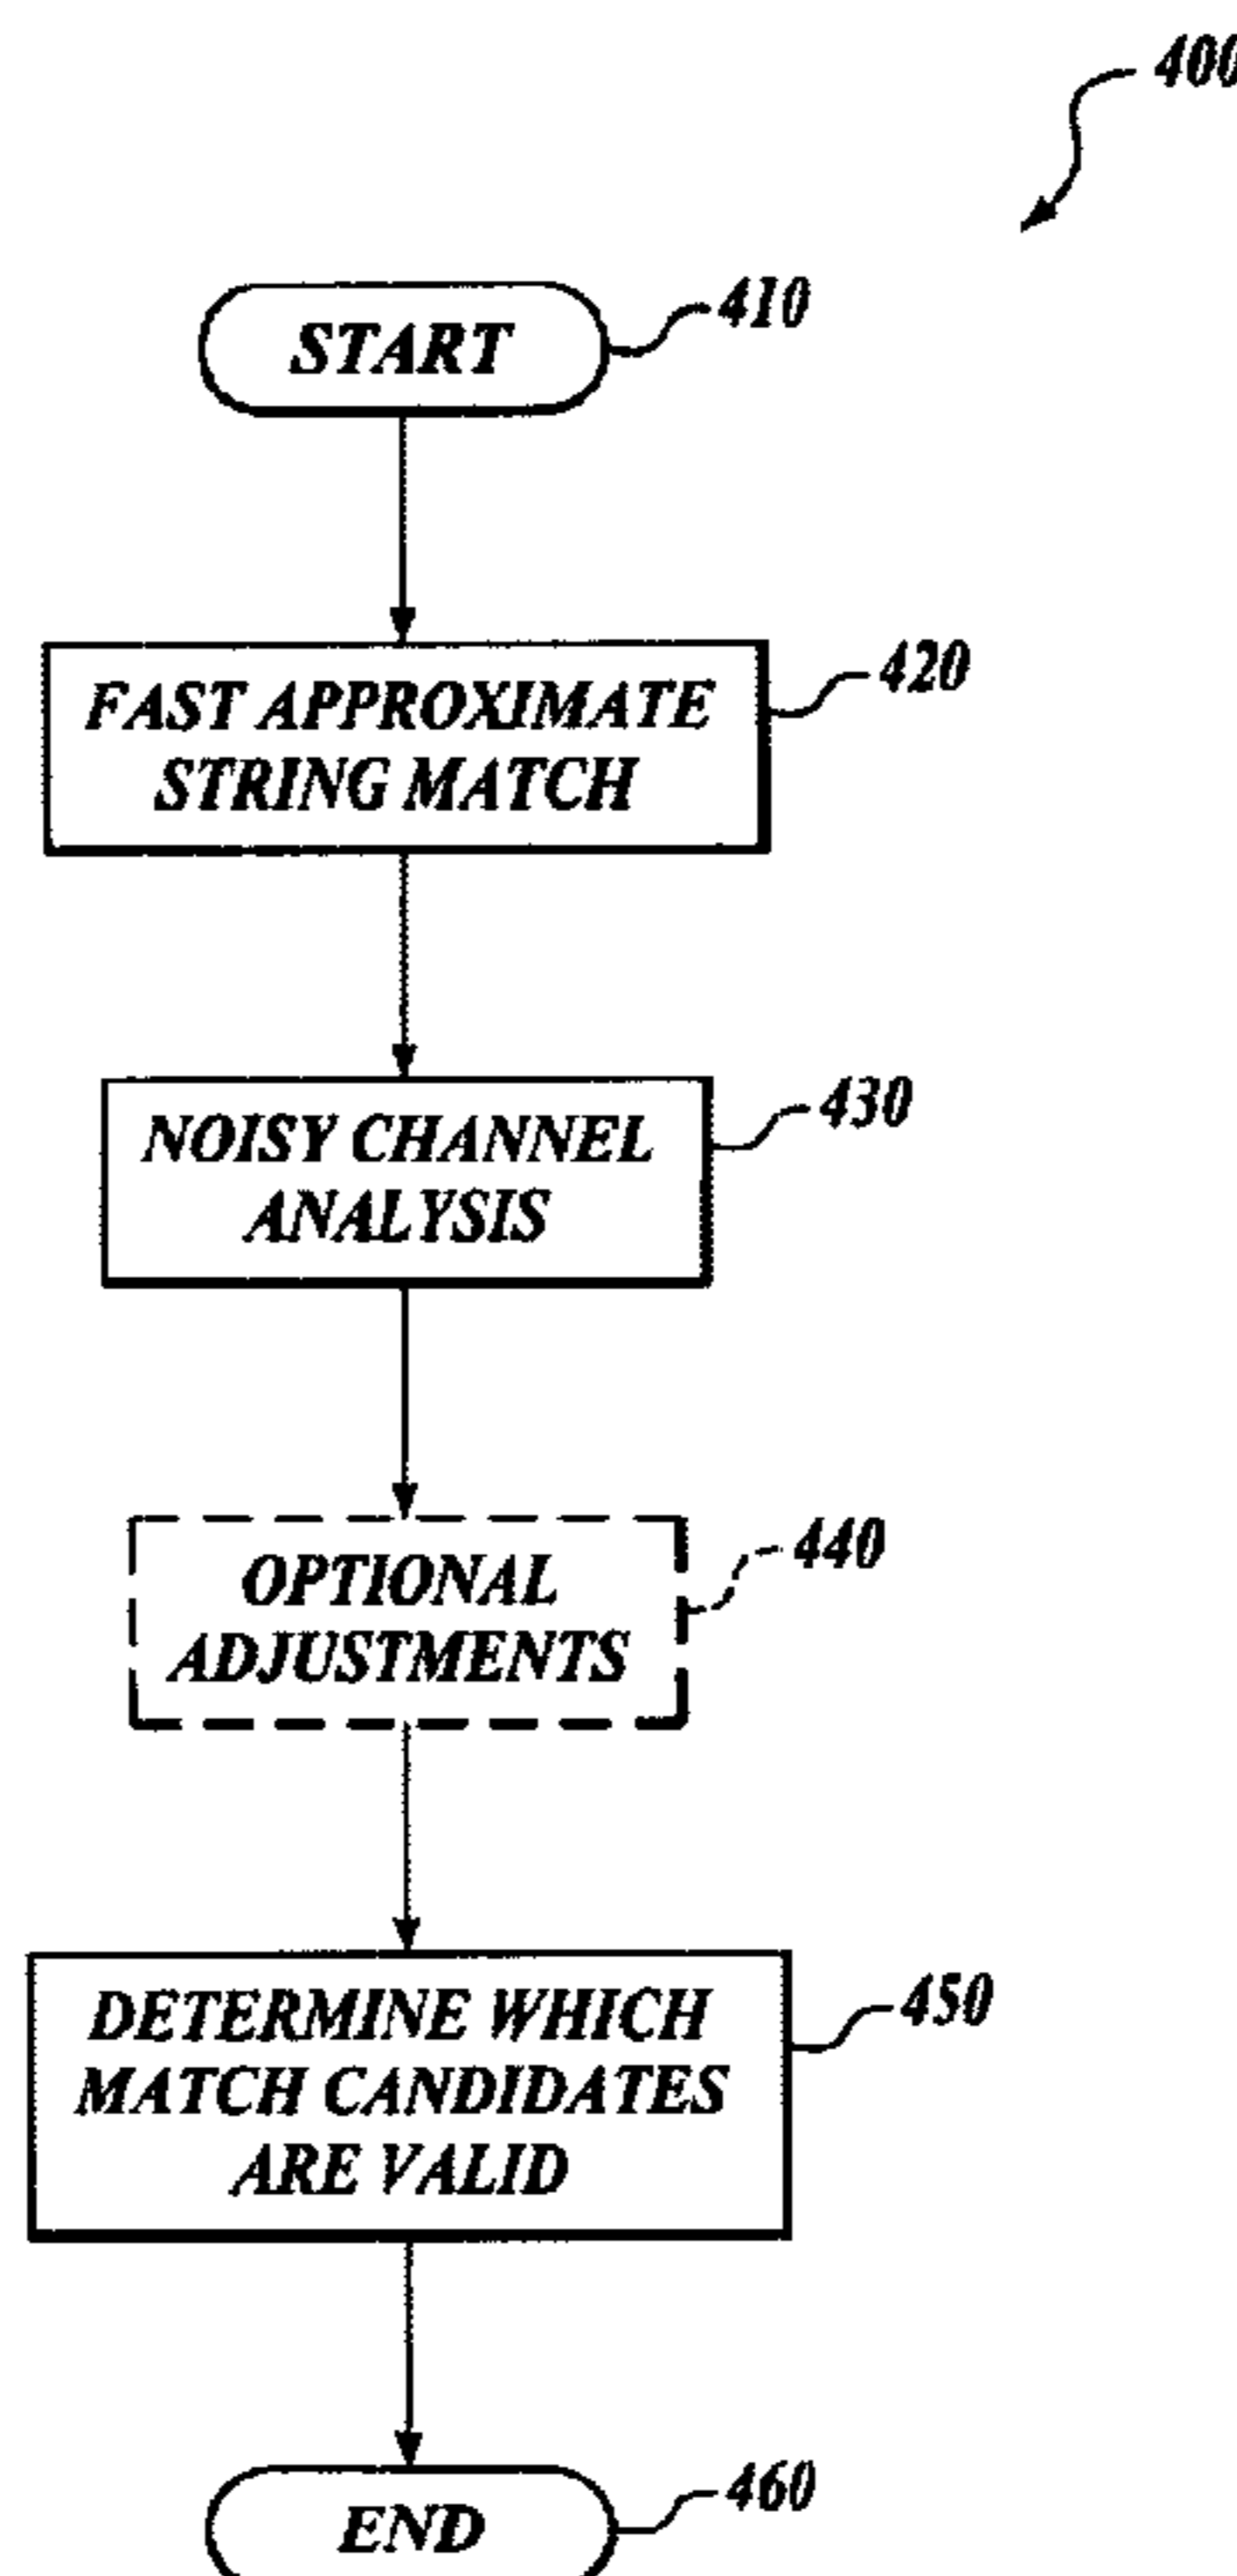 400
START
410
FAST APPROXIMATE
STRING MATCH
420
NOISY CHANNEL
ANALYSIS
430
OPTIONAL
ADJUSTMENTS
440
DETERMINE WHICH
MATCH CANDIDATES
ARE VALID
450
END
460